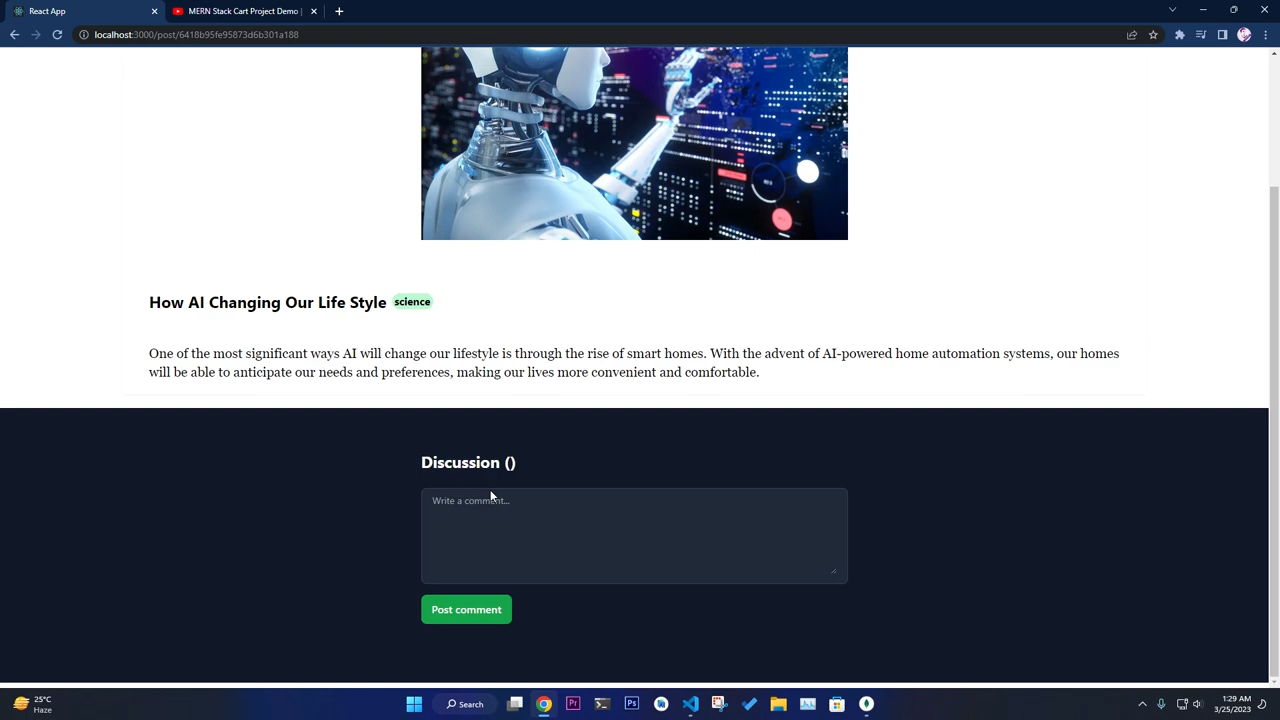 React App
MERN Stack Cart Project Demo |
localhost:3000/post/6418b95fe95873d6b301a188
How AI Changing Our Life Style science
One of the most significant ways AI will change our lifestyle is through the rise of smart homes. With the advent of AI-powered home automation systems, our homes
will be able to anticipate our needs and preferences, making our lives more convenient and comfortable.
Discussion ()
Write a comment...
Post comment
25°C
Haze
Search
Pr
Ps
1:29 AM
3/25/2023